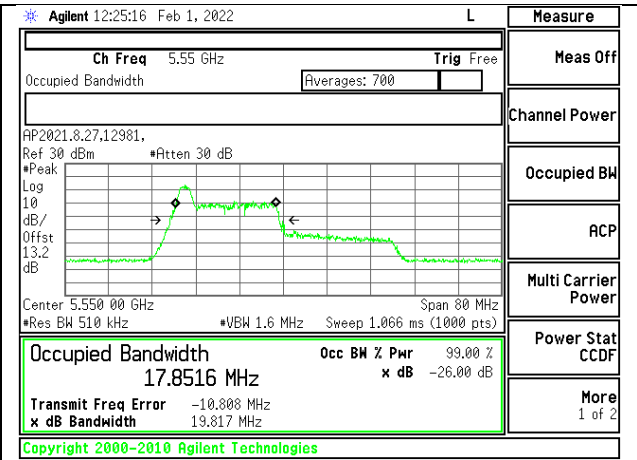 Agilent 12:25:16 Feb 1, 2022 L
Measure
Ch Freq 5.55 GHz Trig Free
Occupied Bandwidth Averages: 700
AP2021.8.27,12981,
Ref 30 dBm #Atten 30 dB
#Peak
Log
10
dB/
Offst
13.2
dB
Center 5.550 00 GHz Span 80 MHz
#Res BW 510 kHz #VBW 1.6 MHz Sweep 1.066 ms (1000 pts)
Occupied Bandwidth Occ BW % Pwr 99.00 %
17.8516 MHz x dB -26.00 dB
Transmit Freq Error -10.808 MHz
x dB Bandwidth 19.817 MHz
Copyright 2000-2010 Agilent Technologies
Meas Off
Channel Power
Occupied BW
ACP
Multi Carrier
Power
Power Stat
CCDF
More
1 of 2